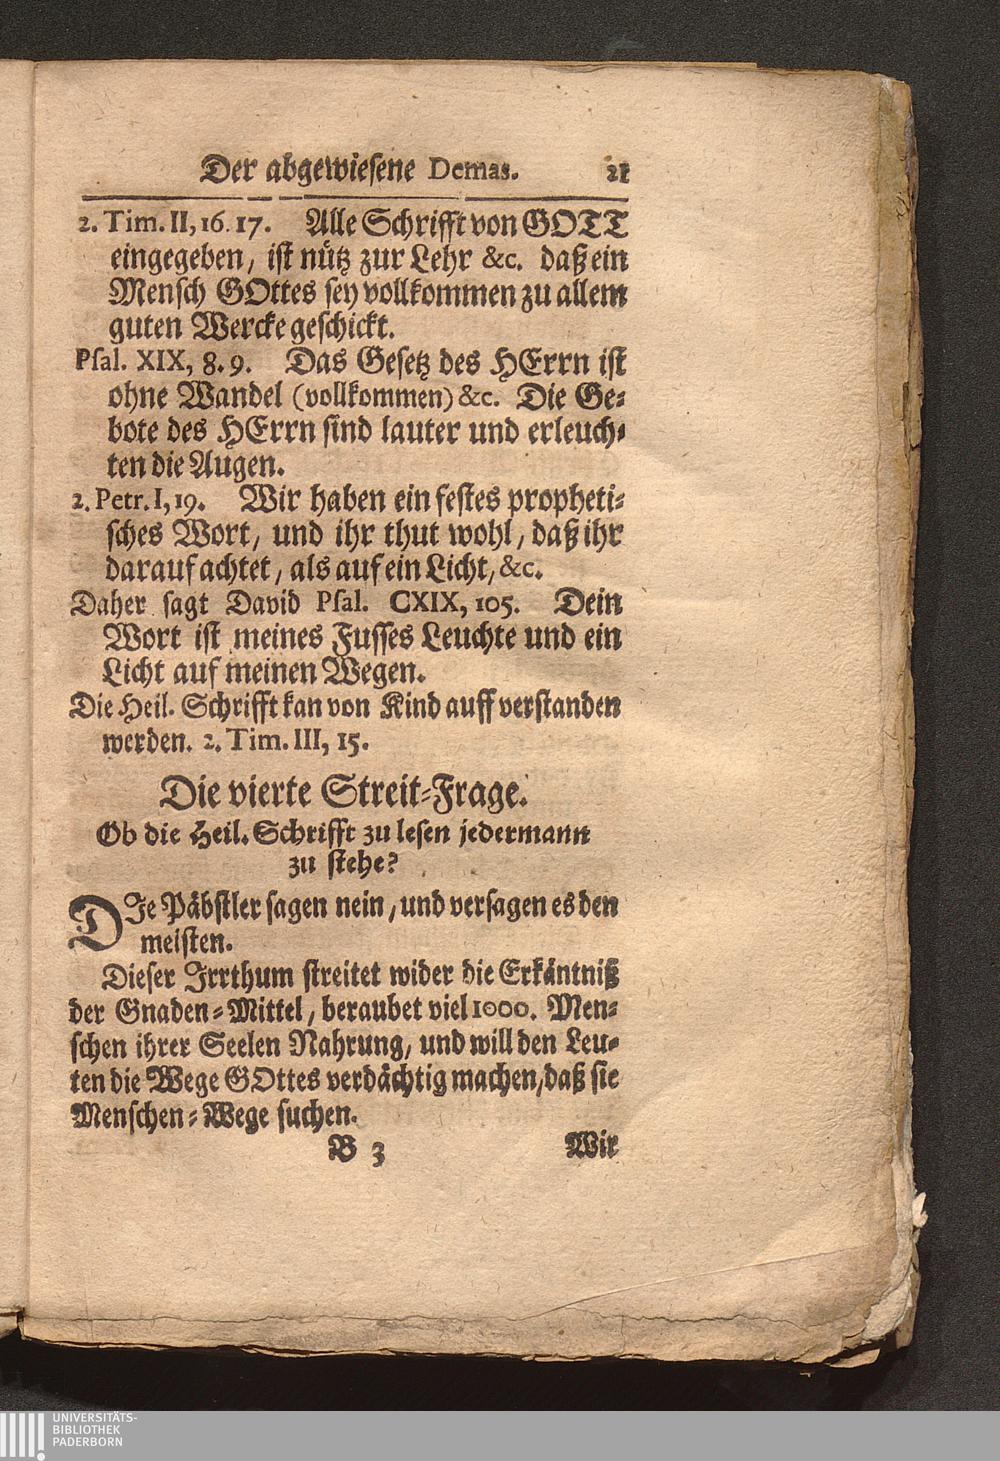 Der abgewiesene Demas. 21
2. Tim. II, 16. 17. Alle Schrifft von GOTT
eingegeben, ist nütz zur Lehr &c. daß ein
Mensch GOttes sey vollkommen zu allem
guten Wercke geschickt.
Psal. XIX, 8. 9. Das Gesetz des HErrn ist
ohne Wandel (vollkommen) &c. Die Ge-
bote des HErrn sind lauter und erleuch-
ten die Augen.
2. Petr. I, 19. Wir haben ein festes propheti-
sches Wort, und ihr thut wohl, daß ihr
darauf achtet, als auf ein Licht, &c.
Daher sagt David Psal. CXIX, 105. Dein
Wort ist meines Fusses Leuchte und ein
Licht auf meinen Wegen.
Die Heil. Schrifft kan von Kind auff verstanden
werden. 2. Tim. III, 15.
Die vierte Streit-Frage.
Ob die Heil. Schrifft zu lesen jedermann
zu stehe?
DIe Päbstler sagen nein, und versagen es den
meisten.
Dieser Irrthum streitet wider die Erkäntniß
der Gnaden-Mittel, beraubet viel 1000. Men-
schen ihrer Seelen Nahrung, und will den Leu-
ten die Wege GOttes verdächtig machen, daß sie
Menschen-Wege suchen.
B 3 Wir
UNIVERSITÄTS-
BIBLIOTHEK
PADERBORN